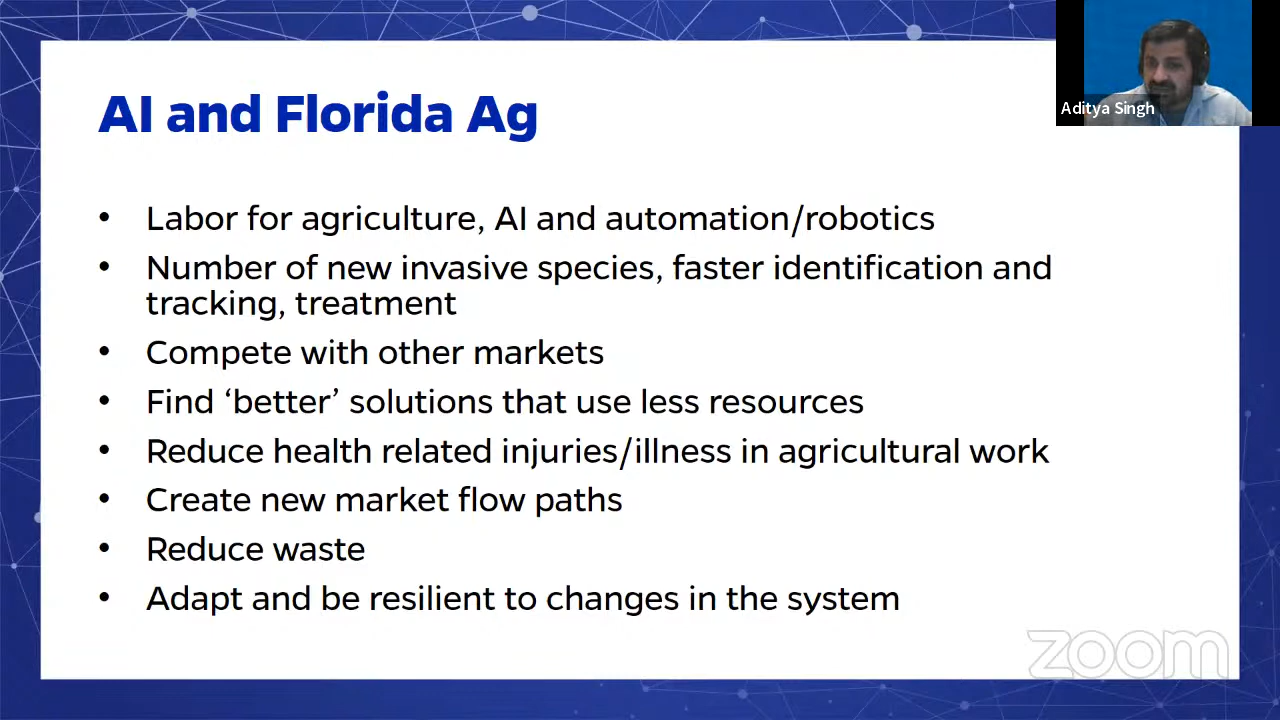 AI and Florida Ag
Aditya Singh
• Labor for agriculture, AI and automation/robotics
• Number of new invasive species, faster identification and
tracking, treatment
• Compete with other markets
• Find ‘better’ solutions that use less resources
• Reduce health related injuries/illness in agricultural work
• Create new market flow paths
• Reduce waste
• Adapt and be resilient to changes in the system
zoom